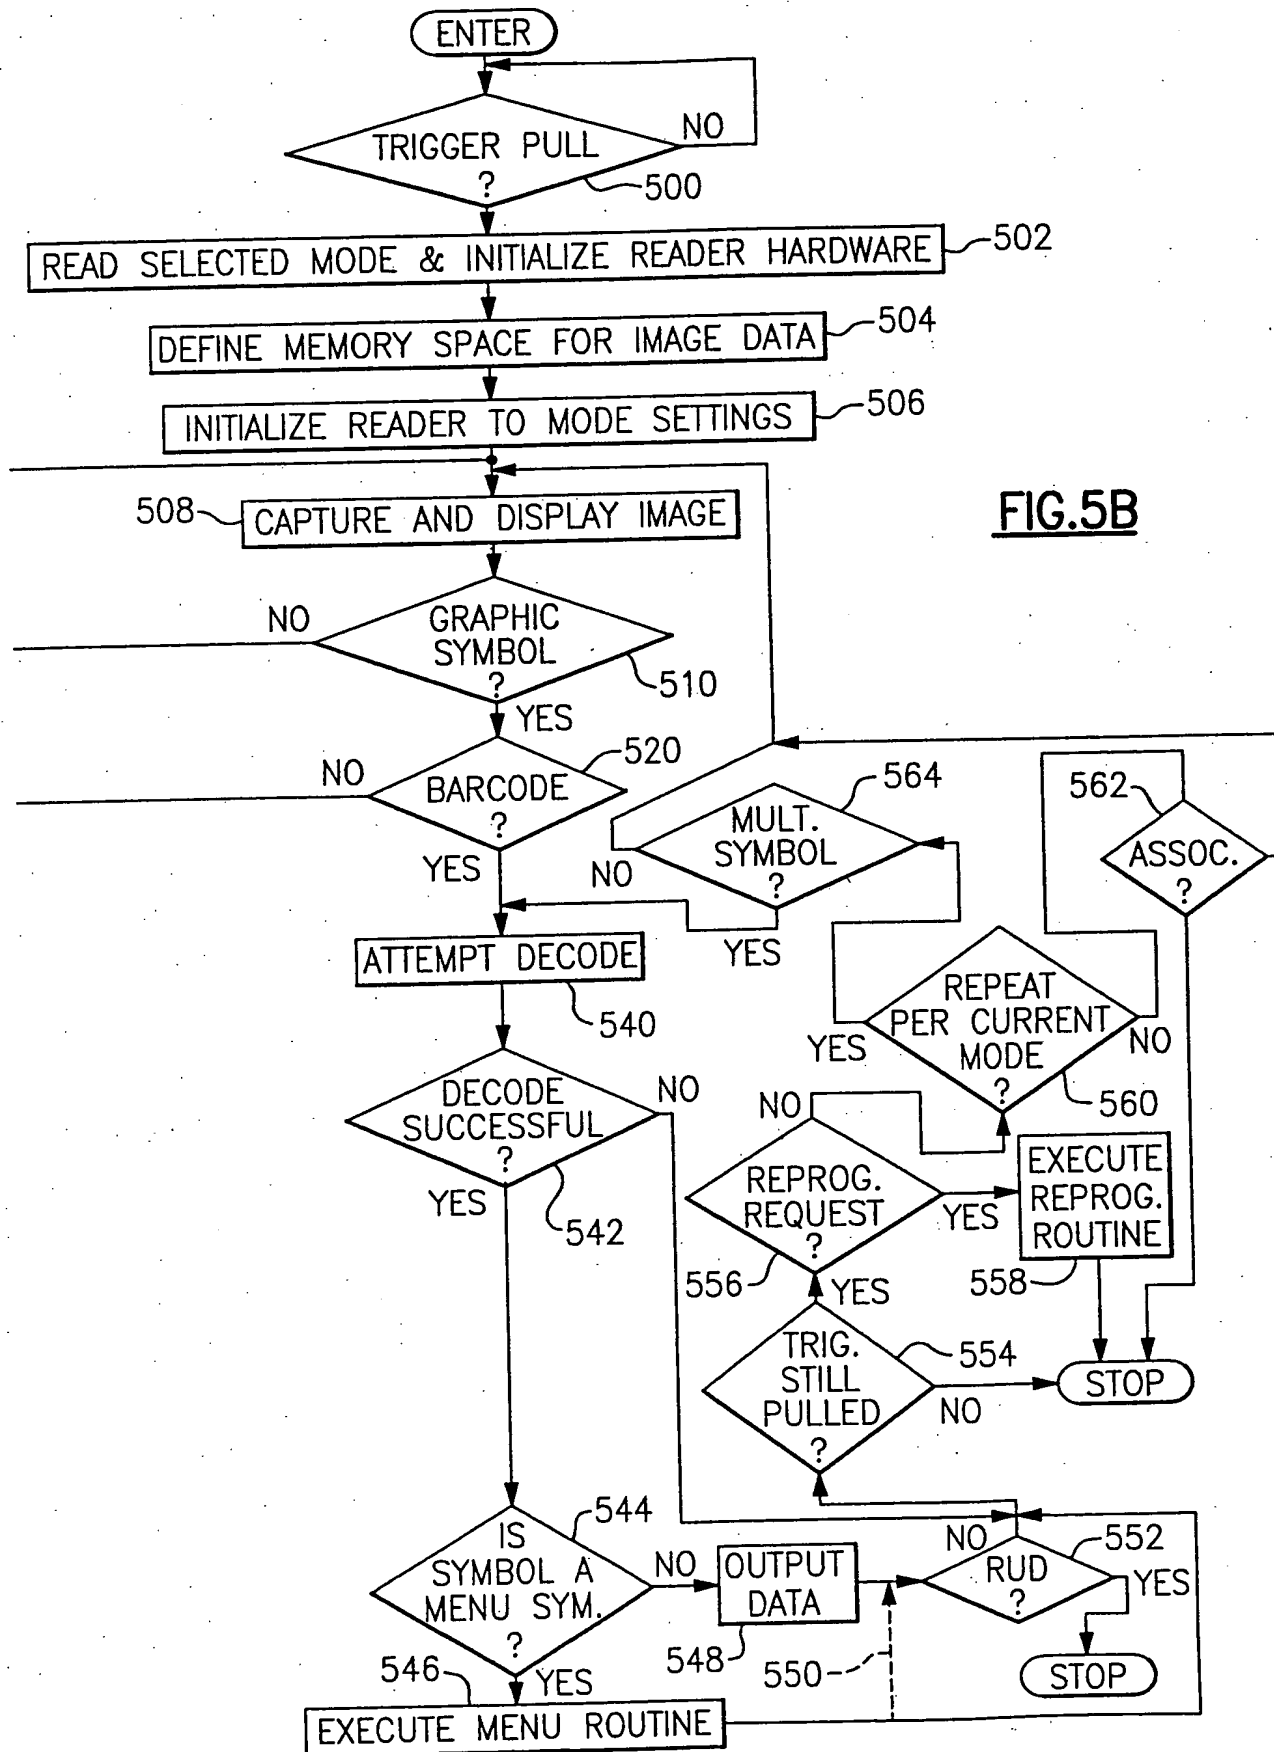 ENTER
TRIGGER PULL
?
NO
500
READ SELECTED MODE & INITIALIZE READER HARDWARE
502
DEFINE MEMORY SPACE FOR IMAGE DATA
504
INITIALIZE READER TO MODE SETTINGS
506
508
CAPTURE AND DISPLAY IMAGE
FIG.5B
NO
GRAPHIC
SYMBOL
?
510
YES
NO
BARCODE
?
520
YES
MULT.
SYMBOL
?
564
NO
YES
562
ASSOC.
?
ATTEMPT DECODE
540
REPEAT
PER CURRENT
MODE
?
YES
NO
560
DECODE
SUCCESSFUL
?
NO
YES
542
NO
REPROG.
REQUEST
?
YES
556
EXECUTE
REPROG.
ROUTINE
558
YES
TRIG.
STILL
PULLED
?
554
NO
STOP
IS
SYMBOL A
MENU SYM.
?
544
NO
OUTPUT
DATA
548
NO
RUD
?
552
YES
550
STOP
546
YES
EXECUTE MENU ROUTINE